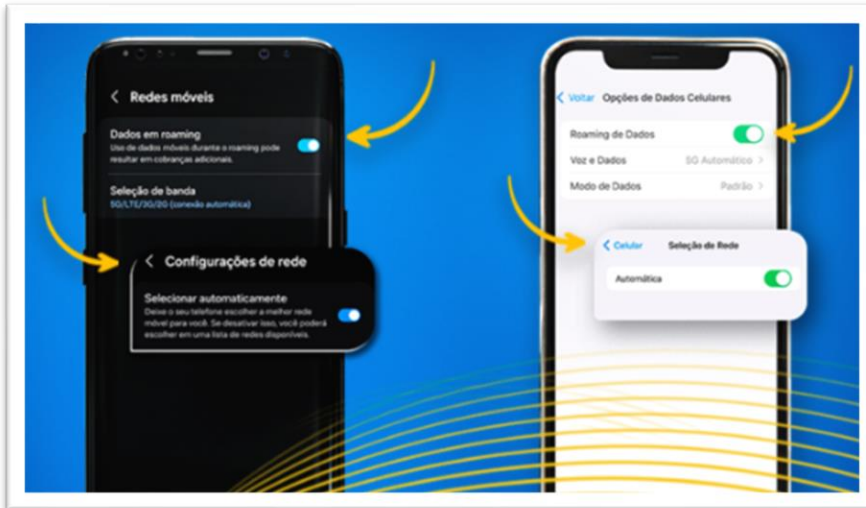 Redes móveis
Dados em roaming
Uso de dados móveis durante o roaming pode
resultar em cobranças adicionais.
Seleção de banda
5G/LTE/3G/2G (conexão automática)
Configurações de rede
Selecionar automaticamente
Deixe o seu telefone escolher a melhor rede
móvel para você. Se desativar isso, você poderá
escolher em uma lista de redes disponíveis.
Voltar Opções de Dados Celulares
Roaming de Dados
Voz e Dados 5G Automático
Modo de Dados Padrão
Celular Seleção de Rede
Automática